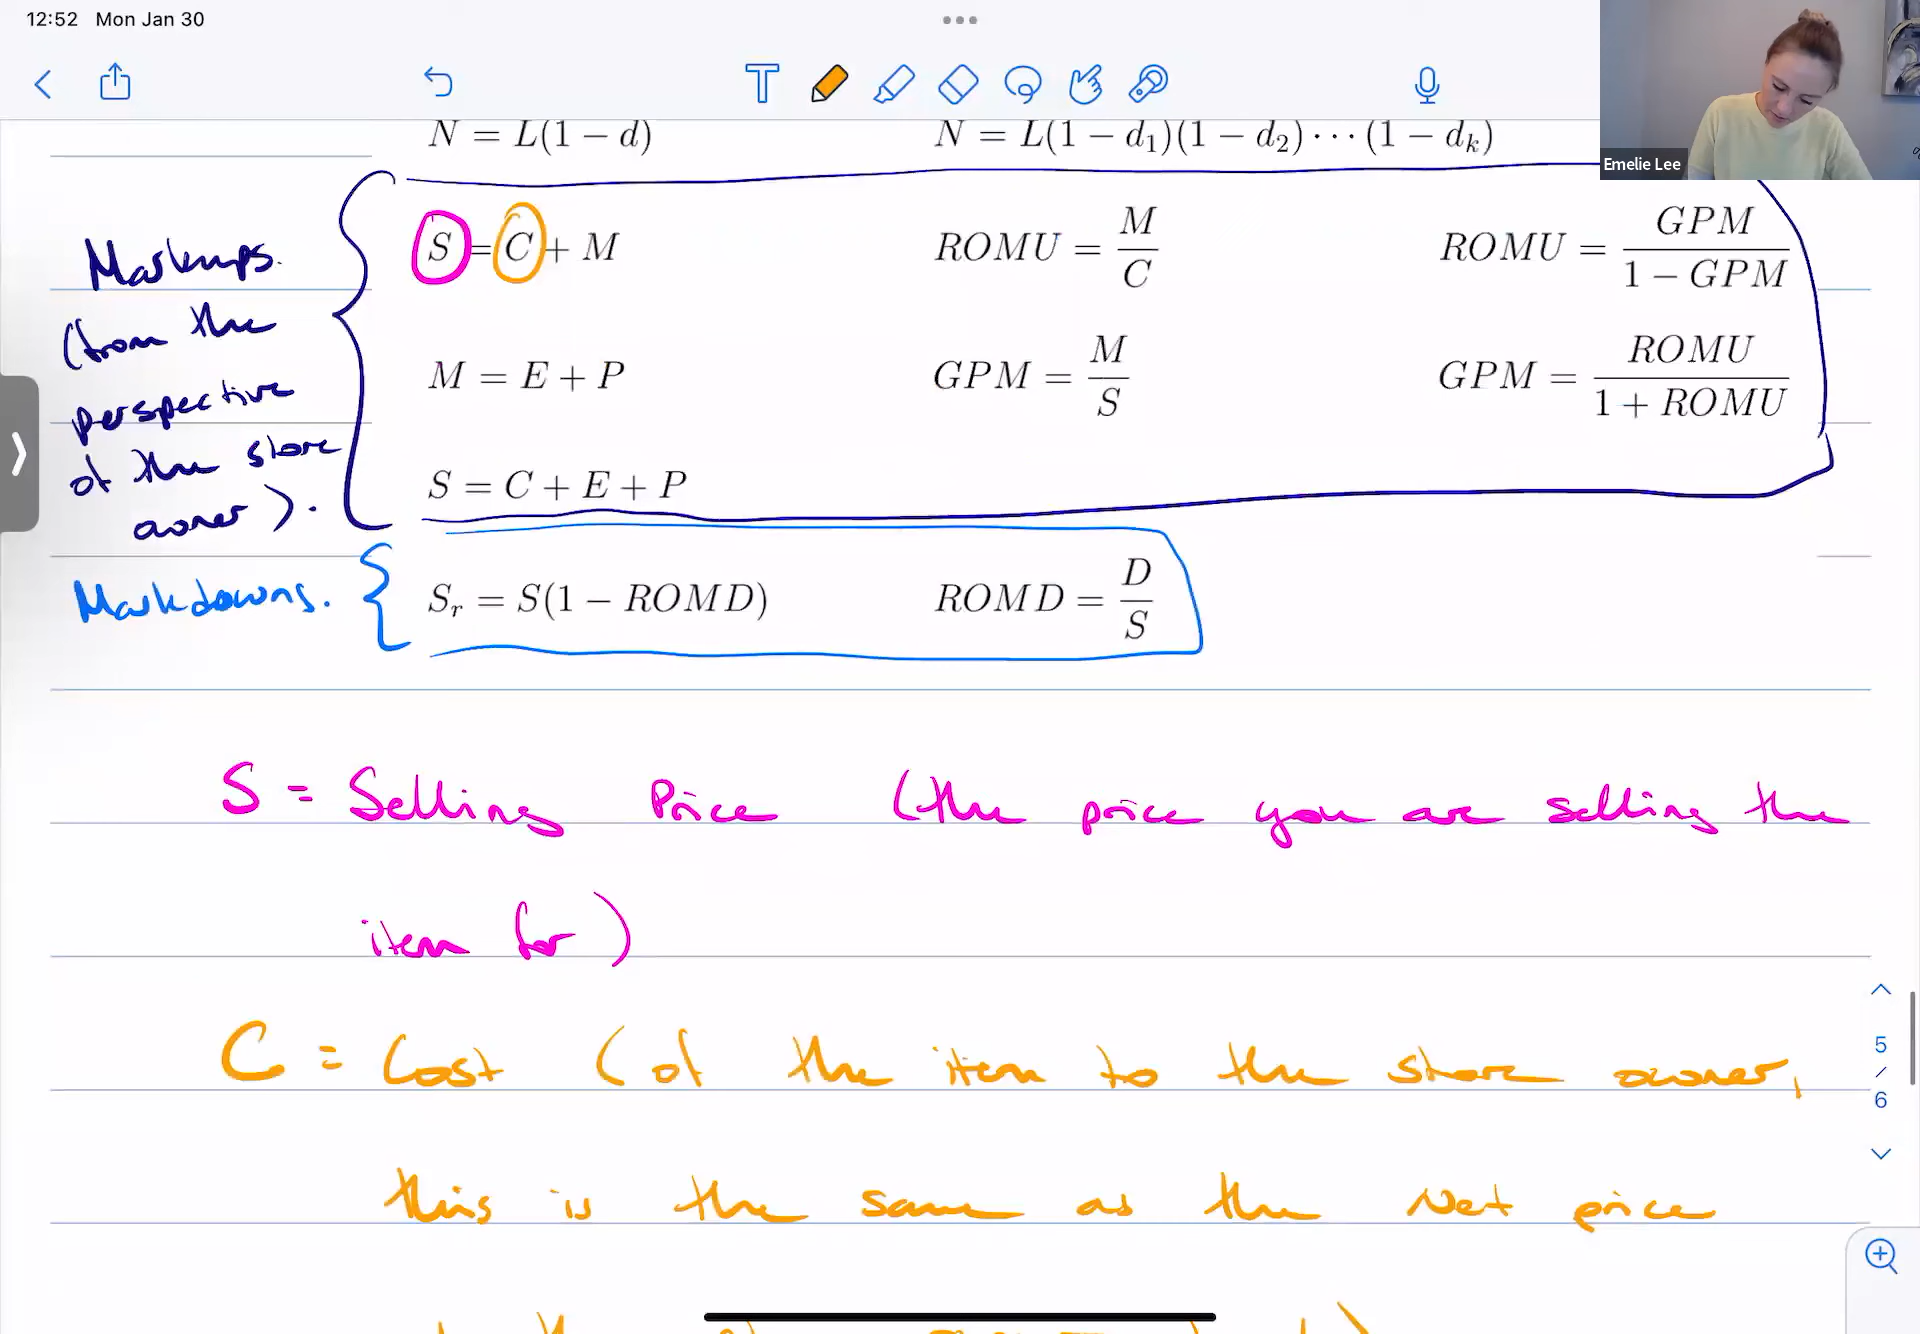 12:52 Mon Jan 30
Emelie Lee
N = L(1 − d)
N = L(1 − d₁)(1 − d₂) ⋯ (1 − dₖ)
Markups.
(from the
perspective
of the store
owner).
S = C + M
ROMU = M/C
ROMU = GPM/(1 − GPM)
M = E + P
GPM = M/S
GPM = ROMU/(1 + ROMU)
S = C + E + P
Markdowns.
Sᵣ = S(1 − ROMD)
ROMD = D/S
S = Selling Price (the price you are selling the
item for)
C = Cost (of the item to the store owner,
this is the same as the Net price
5
/
6